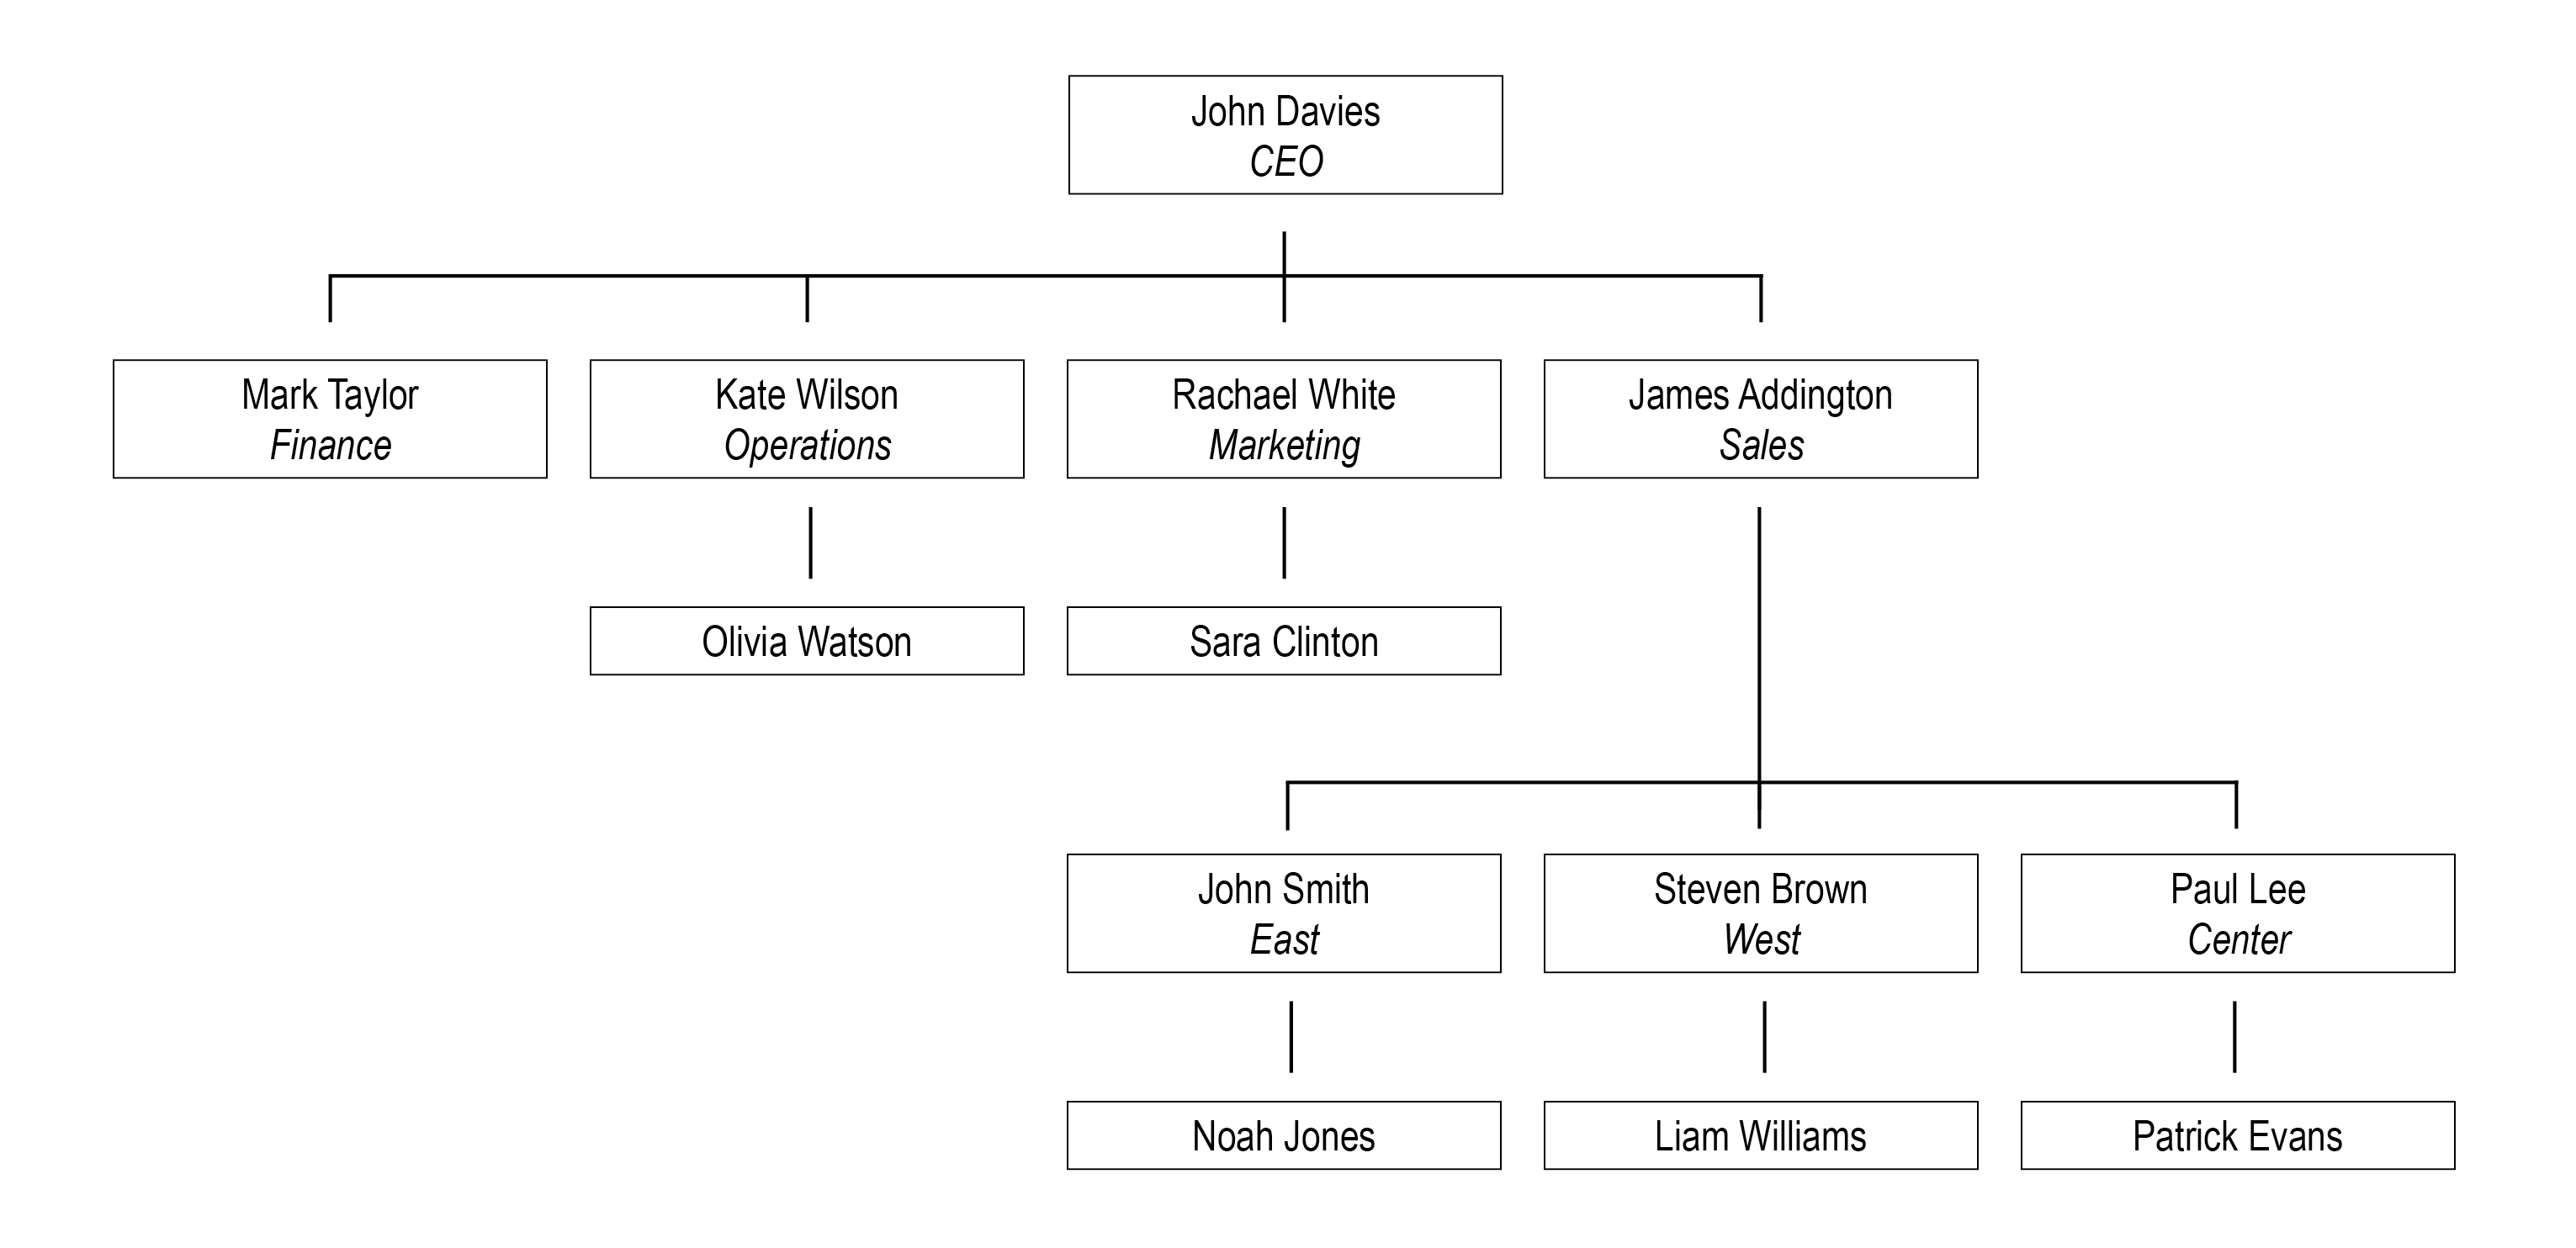 John Davies
CEO
Mark Taylor
Finance
Kate Wilson
Operations
Rachael White
Marketing
James Addington
Sales
Olivia Watson
Sara Clinton
John Smith
East
Steven Brown
West
Paul Lee
Center
Noah Jones
Liam Williams
Patrick Evans